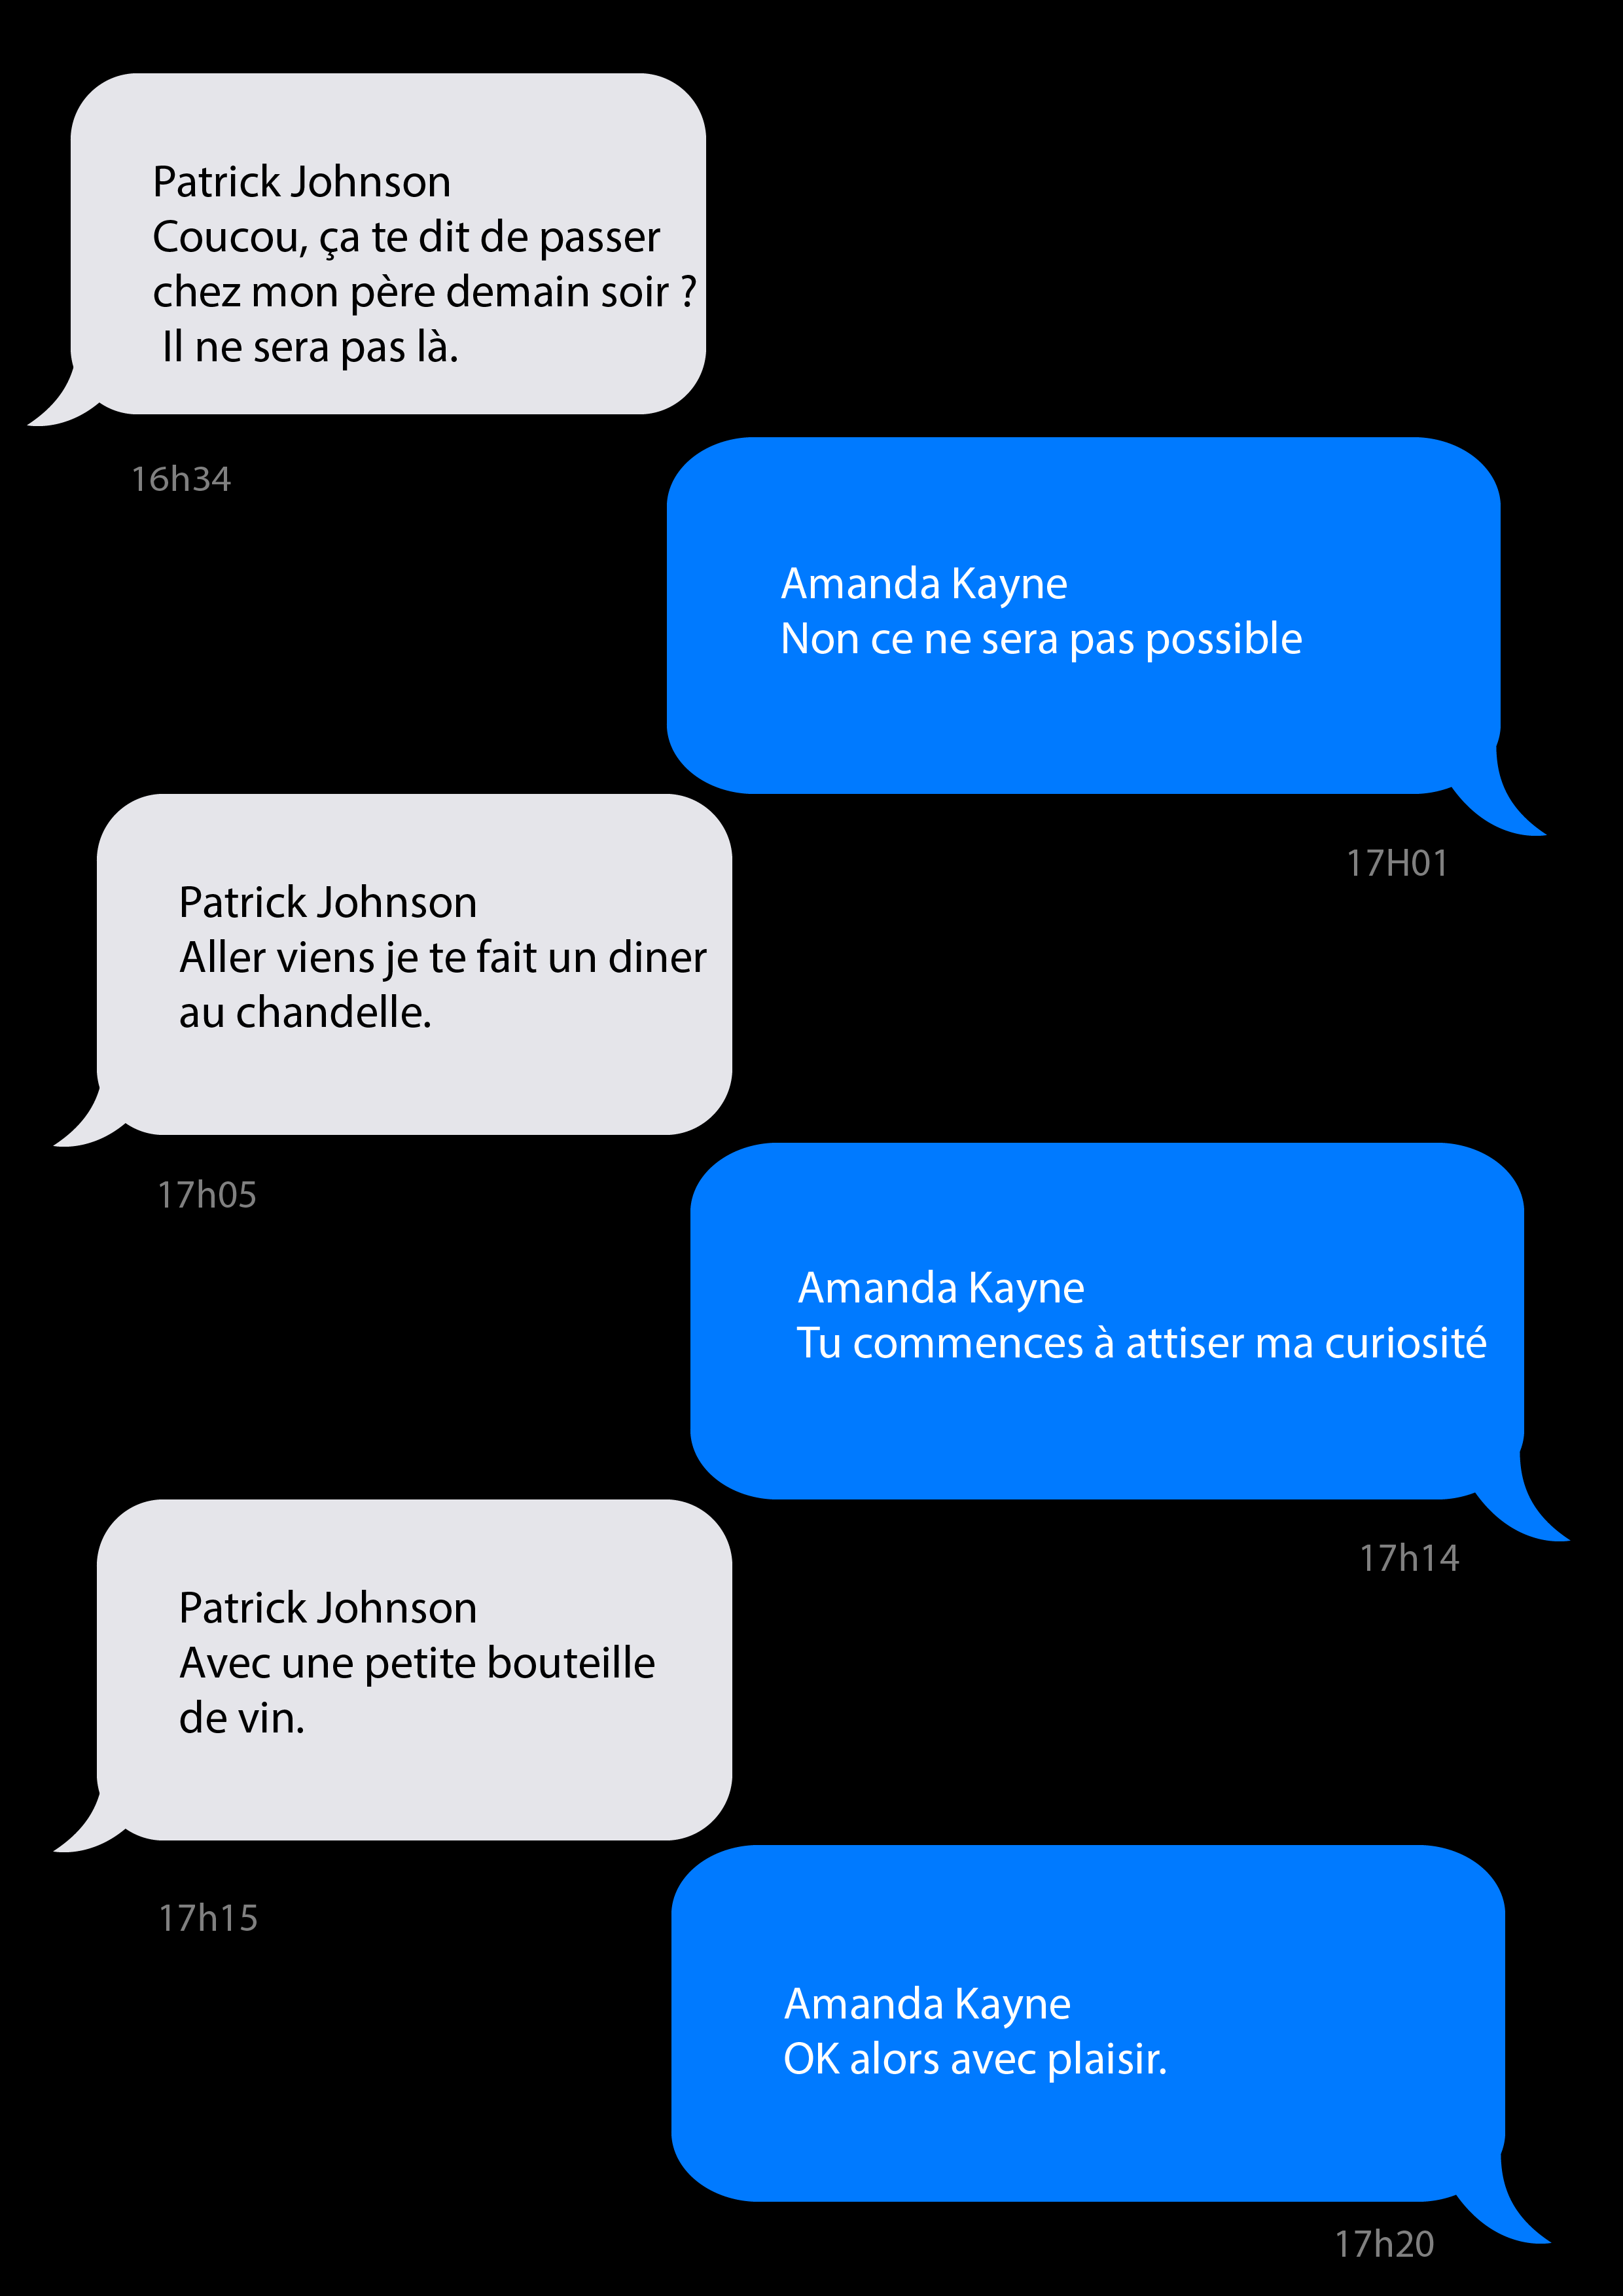 Patrick Johnson
Coucou, ça te dit de passer
chez mon père demain soir ?
Il ne sera pas là.
16h34
Amanda Kayne
Non ce ne sera pas possible
17H01
Patrick Johnson
Aller viens je te fait un diner
au chandelle.
17h05
Amanda Kayne
Tu commences à attiser ma curiosité
17h14
Patrick Johnson
Avec une petite bouteille
de vin.
17h15
Amanda Kayne
OK alors avec plaisir.
17h20